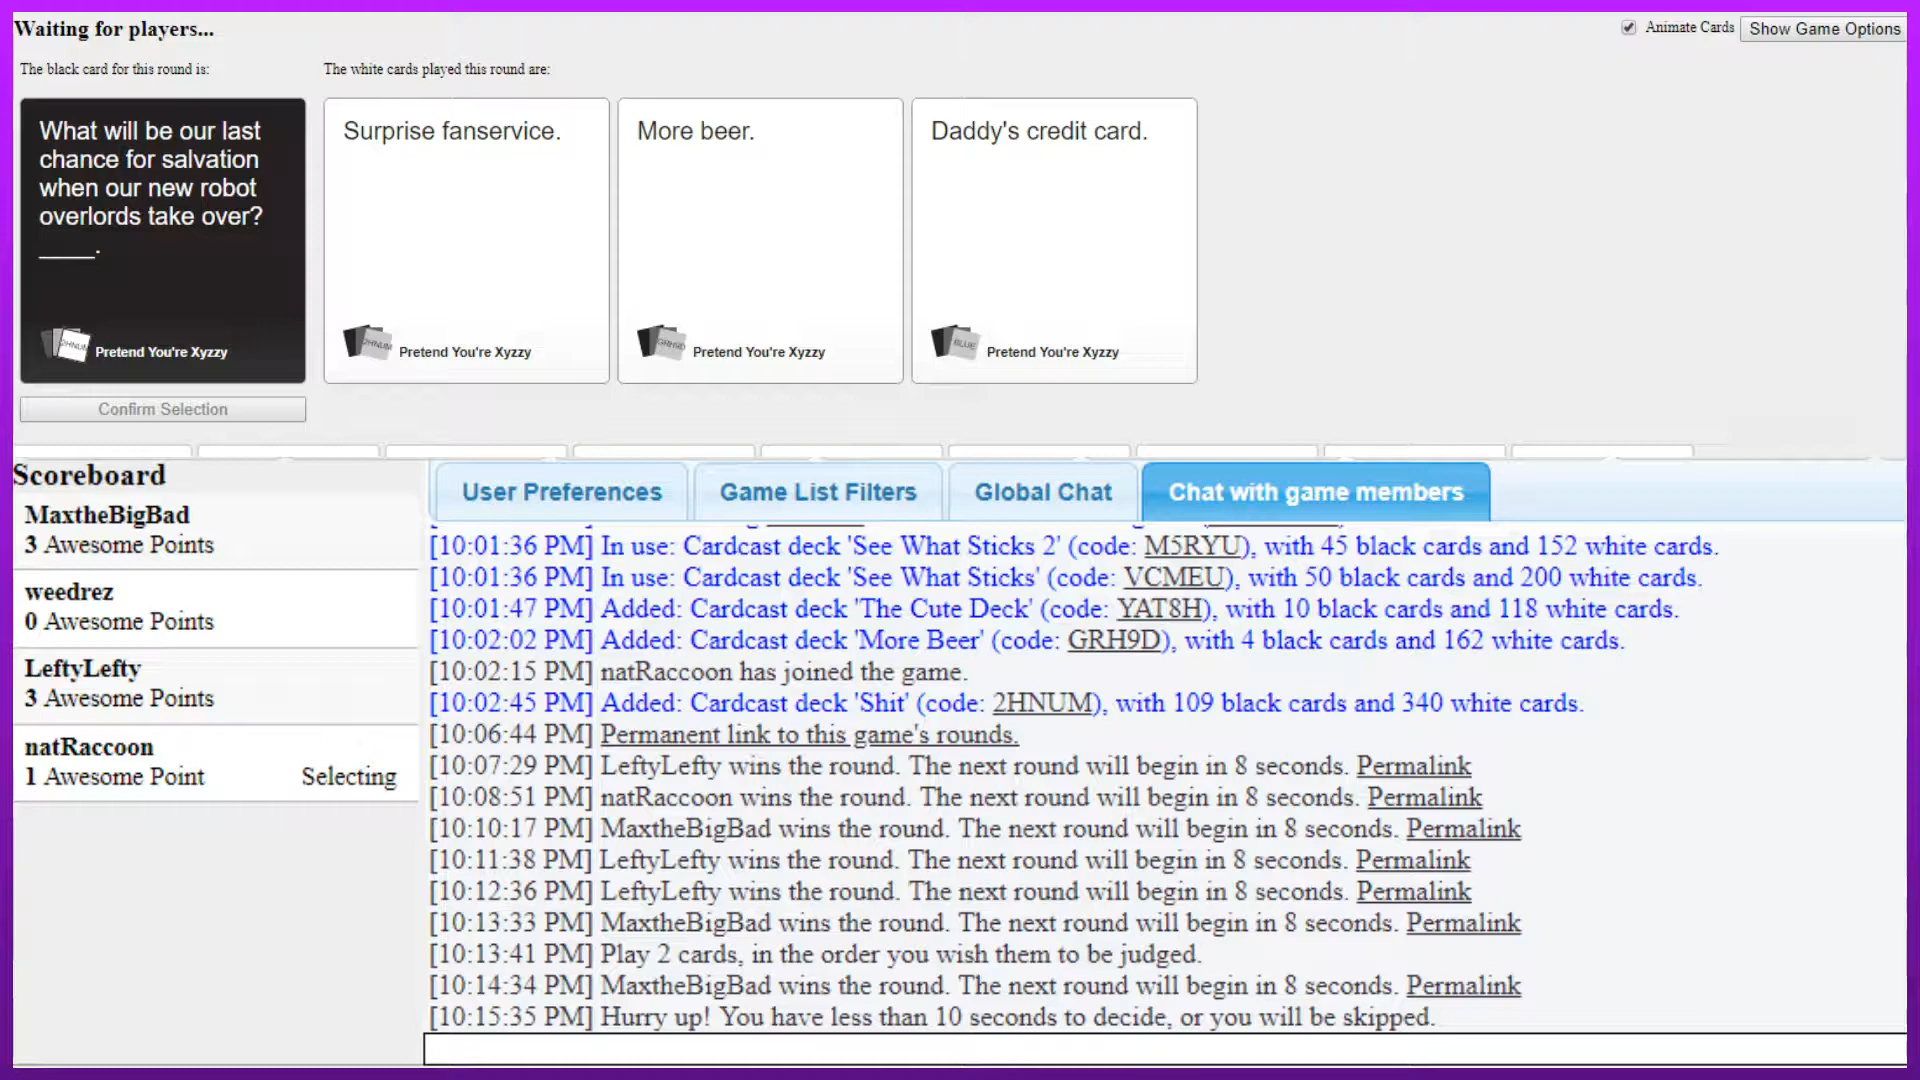 Waiting for players...
Animate Cards
Show Game Options
The black card for this round is:
The white cards played this round are:
What will be our last
chance for salvation
when our new robot
overlords take over?
____.
2HNUM
Pretend You're Xyzzy
Surprise fanservice.
2HNUM
Pretend You're Xyzzy
More beer.
GRH9D
Pretend You're Xyzzy
Daddy's credit card.
BLUE
Pretend You're Xyzzy
Confirm Selection
Scoreboard
MaxtheBigBad
3 Awesome Points
weedrez
0 Awesome Points
LeftyLefty
3 Awesome Points
natRaccoon
1 Awesome Point
Selecting
User Preferences
Game List Filters
Global Chat
Chat with game members
[10:01:36 PM] In use: Cardcast deck 'See What Sticks 2' (code: M5RYU), with 45 black cards and 152 white cards.
[10:01:36 PM] In use: Cardcast deck 'See What Sticks' (code: VCMEU), with 50 black cards and 200 white cards.
[10:01:47 PM] Added: Cardcast deck 'The Cute Deck' (code: YAT8H), with 10 black cards and 118 white cards.
[10:02:02 PM] Added: Cardcast deck 'More Beer' (code: GRH9D), with 4 black cards and 162 white cards.
[10:02:15 PM] natRaccoon has joined the game.
[10:02:45 PM] Added: Cardcast deck 'Shit' (code: 2HNUM), with 109 black cards and 340 white cards.
[10:06:44 PM] Permanent link to this game's rounds.
[10:07:29 PM] LeftyLefty wins the round. The next round will begin in 8 seconds. Permalink
[10:08:51 PM] natRaccoon wins the round. The next round will begin in 8 seconds. Permalink
[10:10:17 PM] MaxtheBigBad wins the round. The next round will begin in 8 seconds. Permalink
[10:11:38 PM] LeftyLefty wins the round. The next round will begin in 8 seconds. Permalink
[10:12:36 PM] LeftyLefty wins the round. The next round will begin in 8 seconds. Permalink
[10:13:33 PM] MaxtheBigBad wins the round. The next round will begin in 8 seconds. Permalink
[10:13:41 PM] Play 2 cards, in the order you wish them to be judged.
[10:14:34 PM] MaxtheBigBad wins the round. The next round will begin in 8 seconds. Permalink
[10:15:35 PM] Hurry up! You have less than 10 seconds to decide, or you will be skipped.